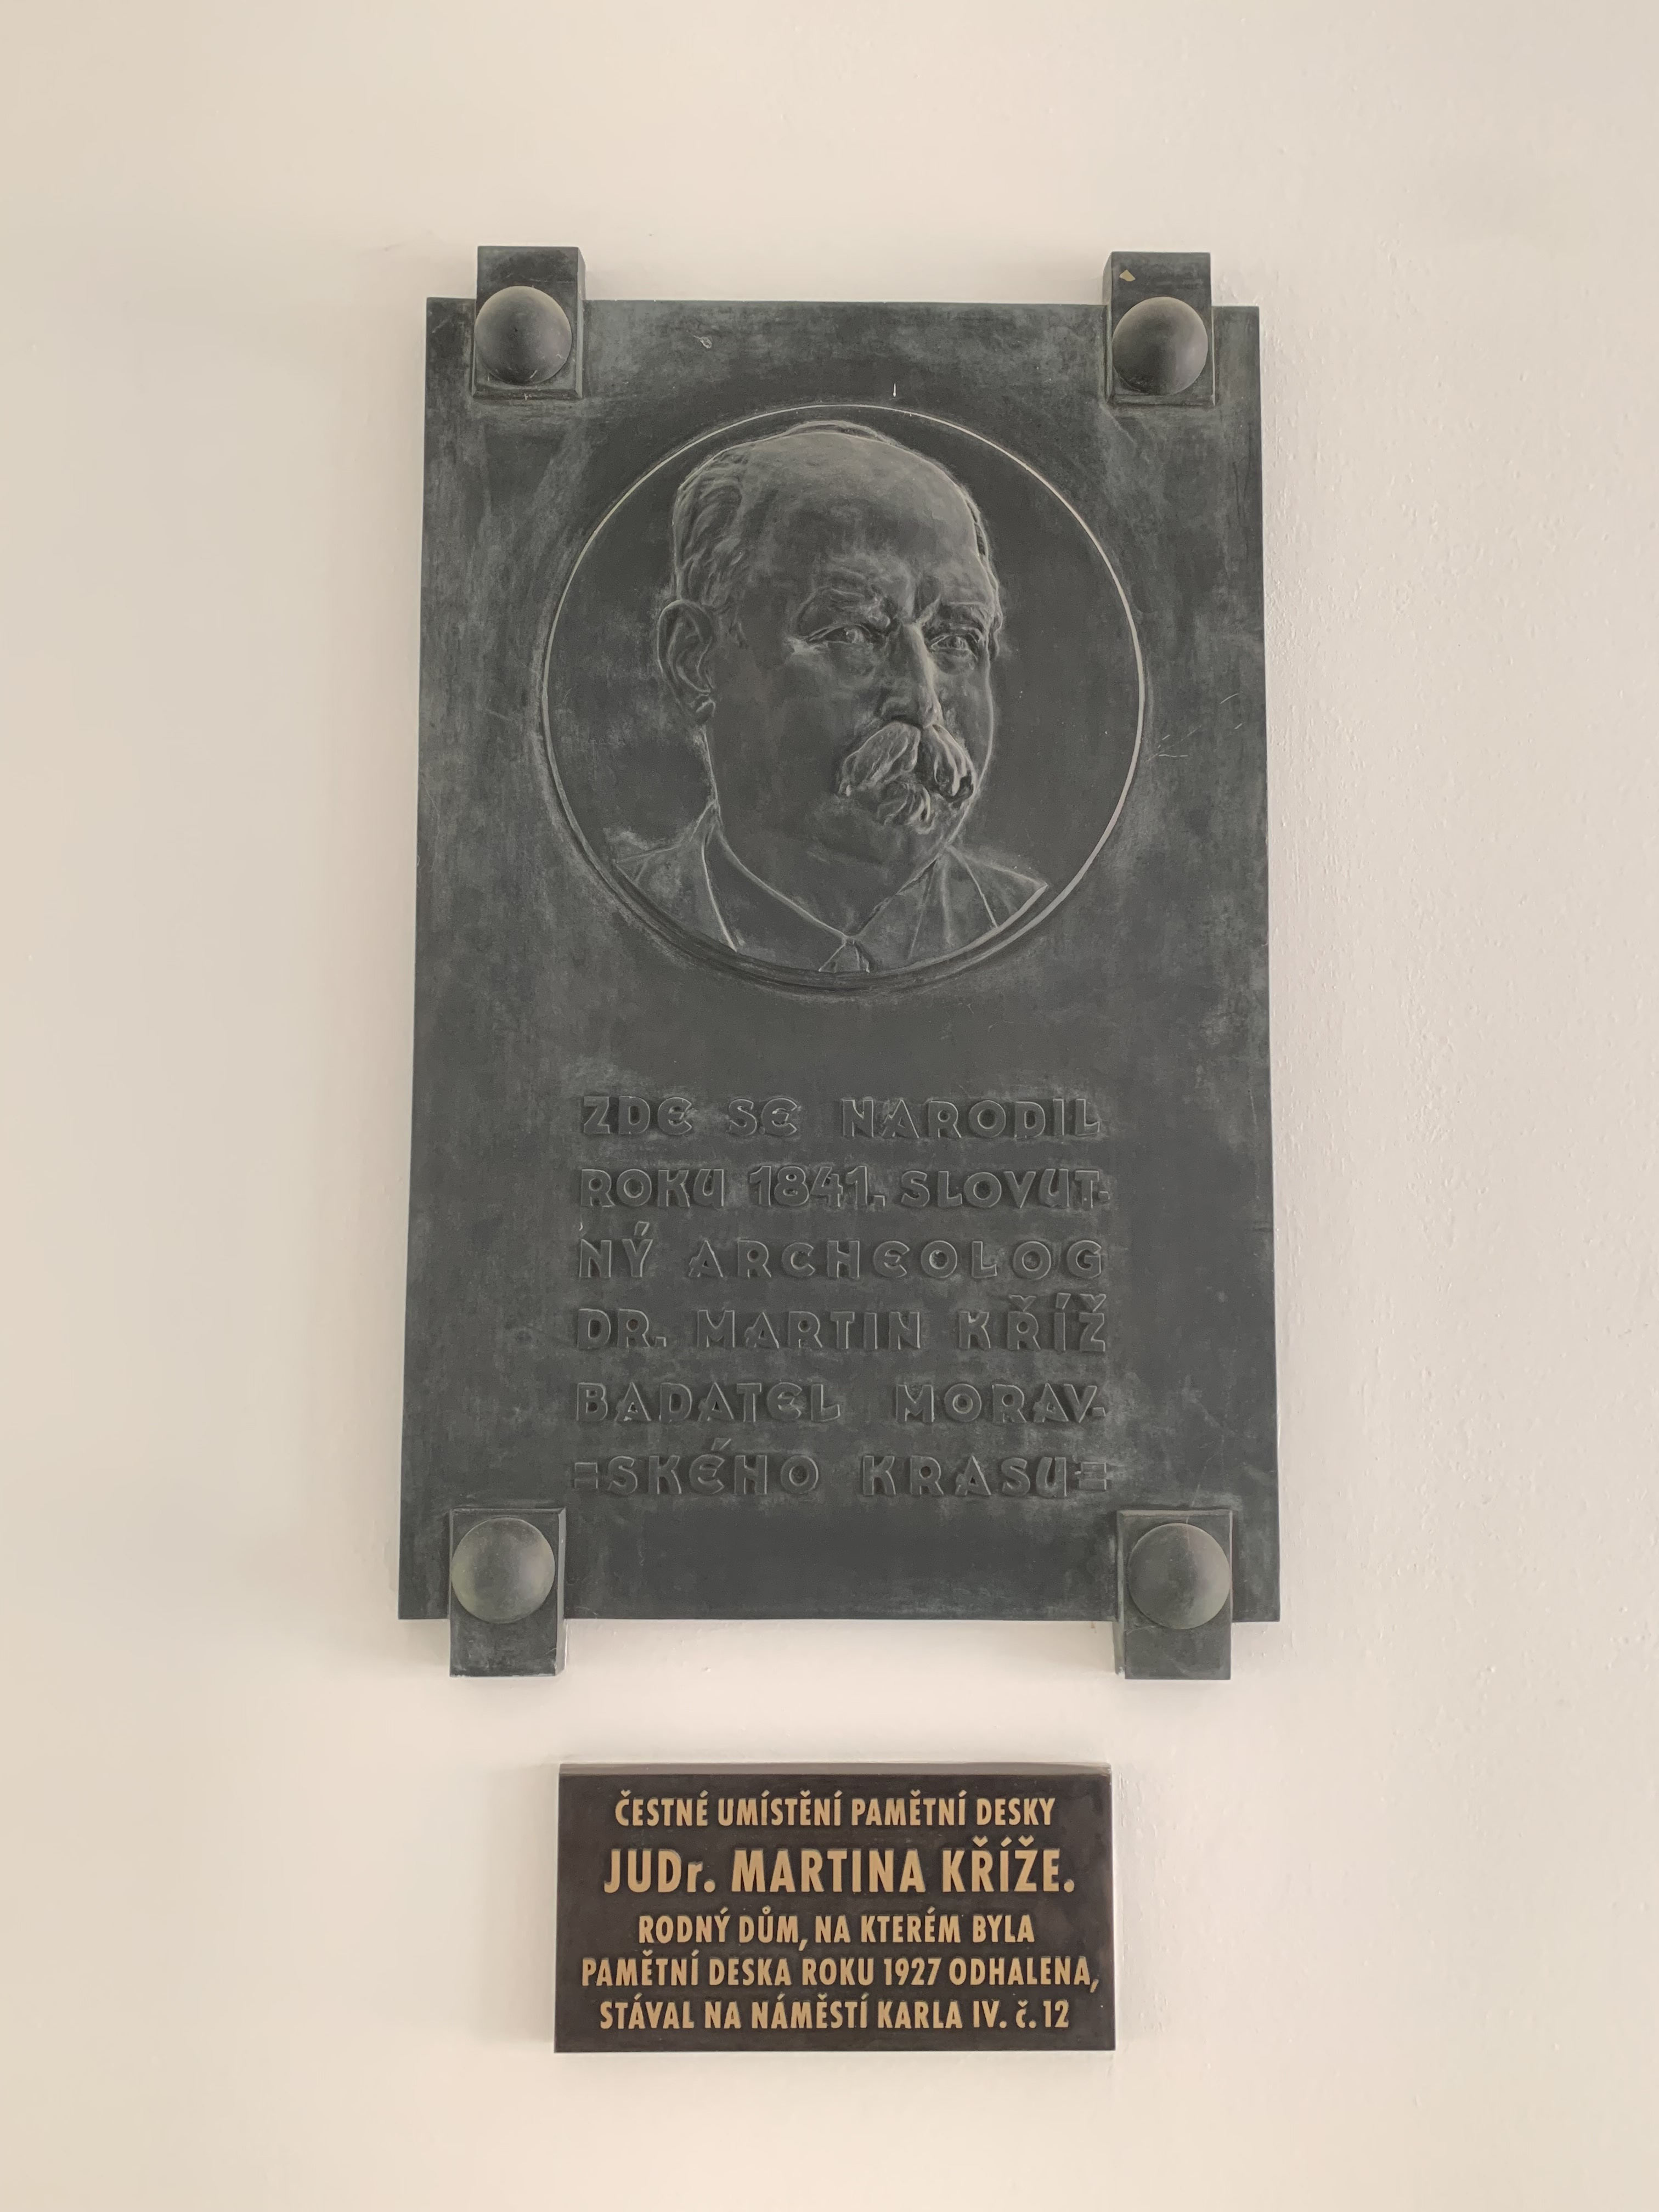 ZDE SE NARODIL
ROKU 1841. SLOVUT-
NÝ ARCHEOLOG
DR. MARTIN KŘÍŽ
BADATEL MORAV-
=SKÉHO KRASU=
ČESTNÉ UMÍSTĚNÍ PAMĚTNÍ DESKY
JUDr. MARTINA KŘÍŽE.
RODNÝ DŮM, NA KTERÉM BYLA
PAMĚTNÍ DESKA ROKU 1927 ODHALENA,
STÁVAL NA NÁMĚSTÍ KARLA IV. č. 12